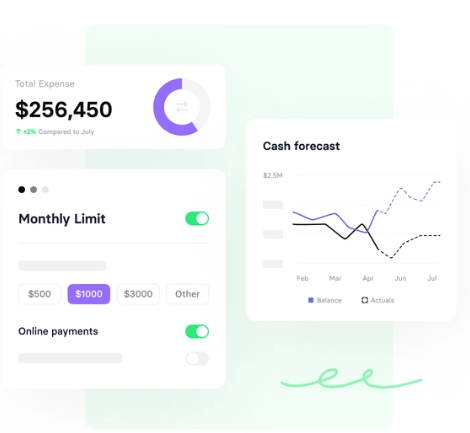 Total Expense
$256,450
↑ +2% Compared to July
Monthly Limit
$500 $1000 $3000 Other
Online payments
Cash forecast
$2.5M
Feb Mar Apr Jun Jul
Balance Actuals